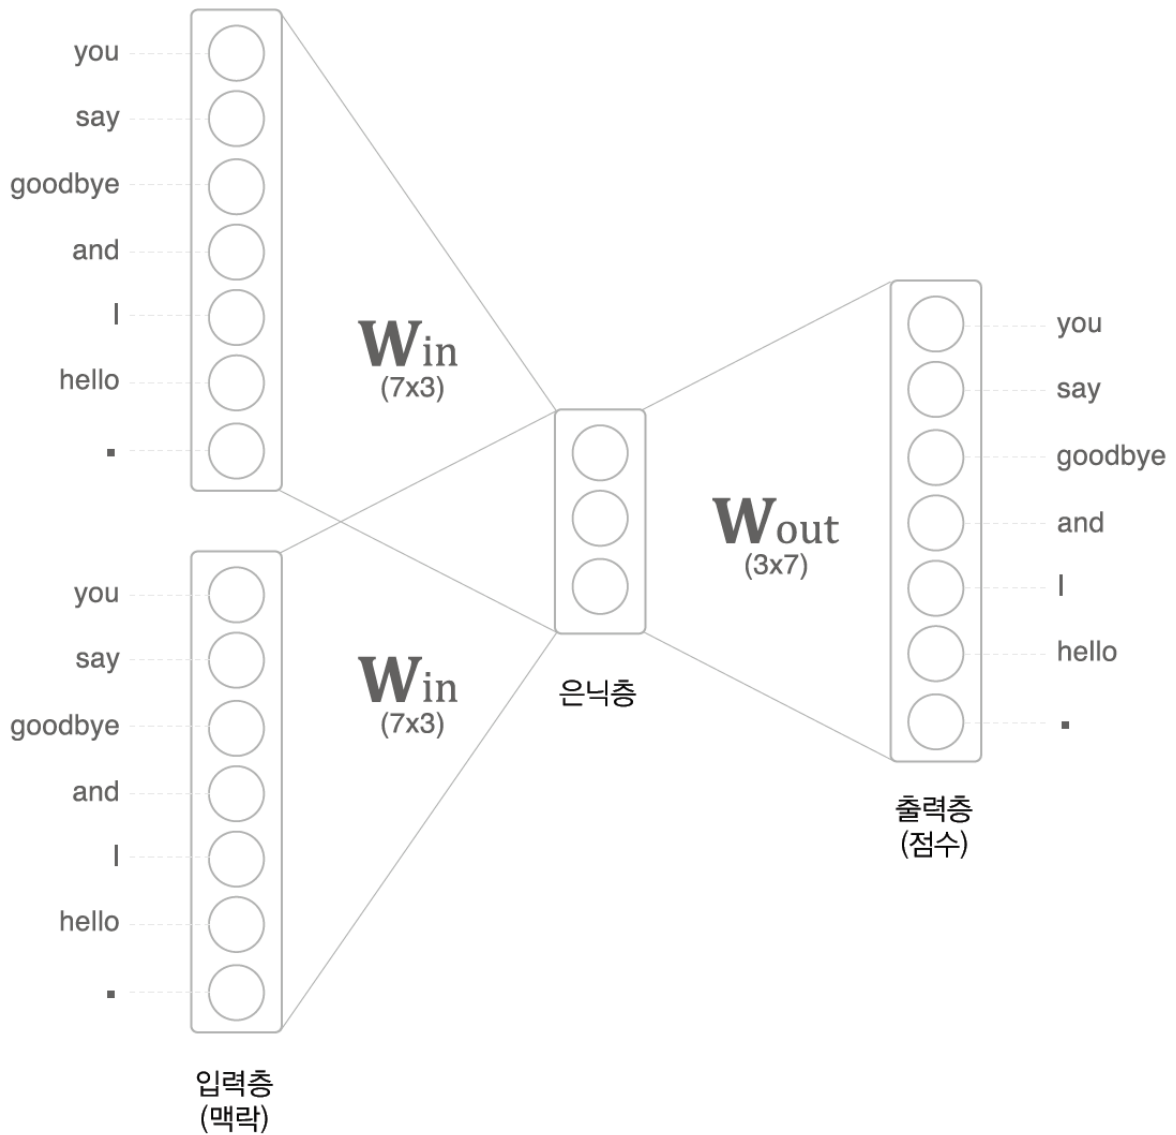 you
say
goodbye
and
I
hello
.
you
say
goodbye
and
I
hello
.
입력층
(맥락)
Win
(7x3)
Win
(7x3)
은닉층
Wout
(3x7)
you
say
goodbye
and
I
hello
.
출력층
(점수)